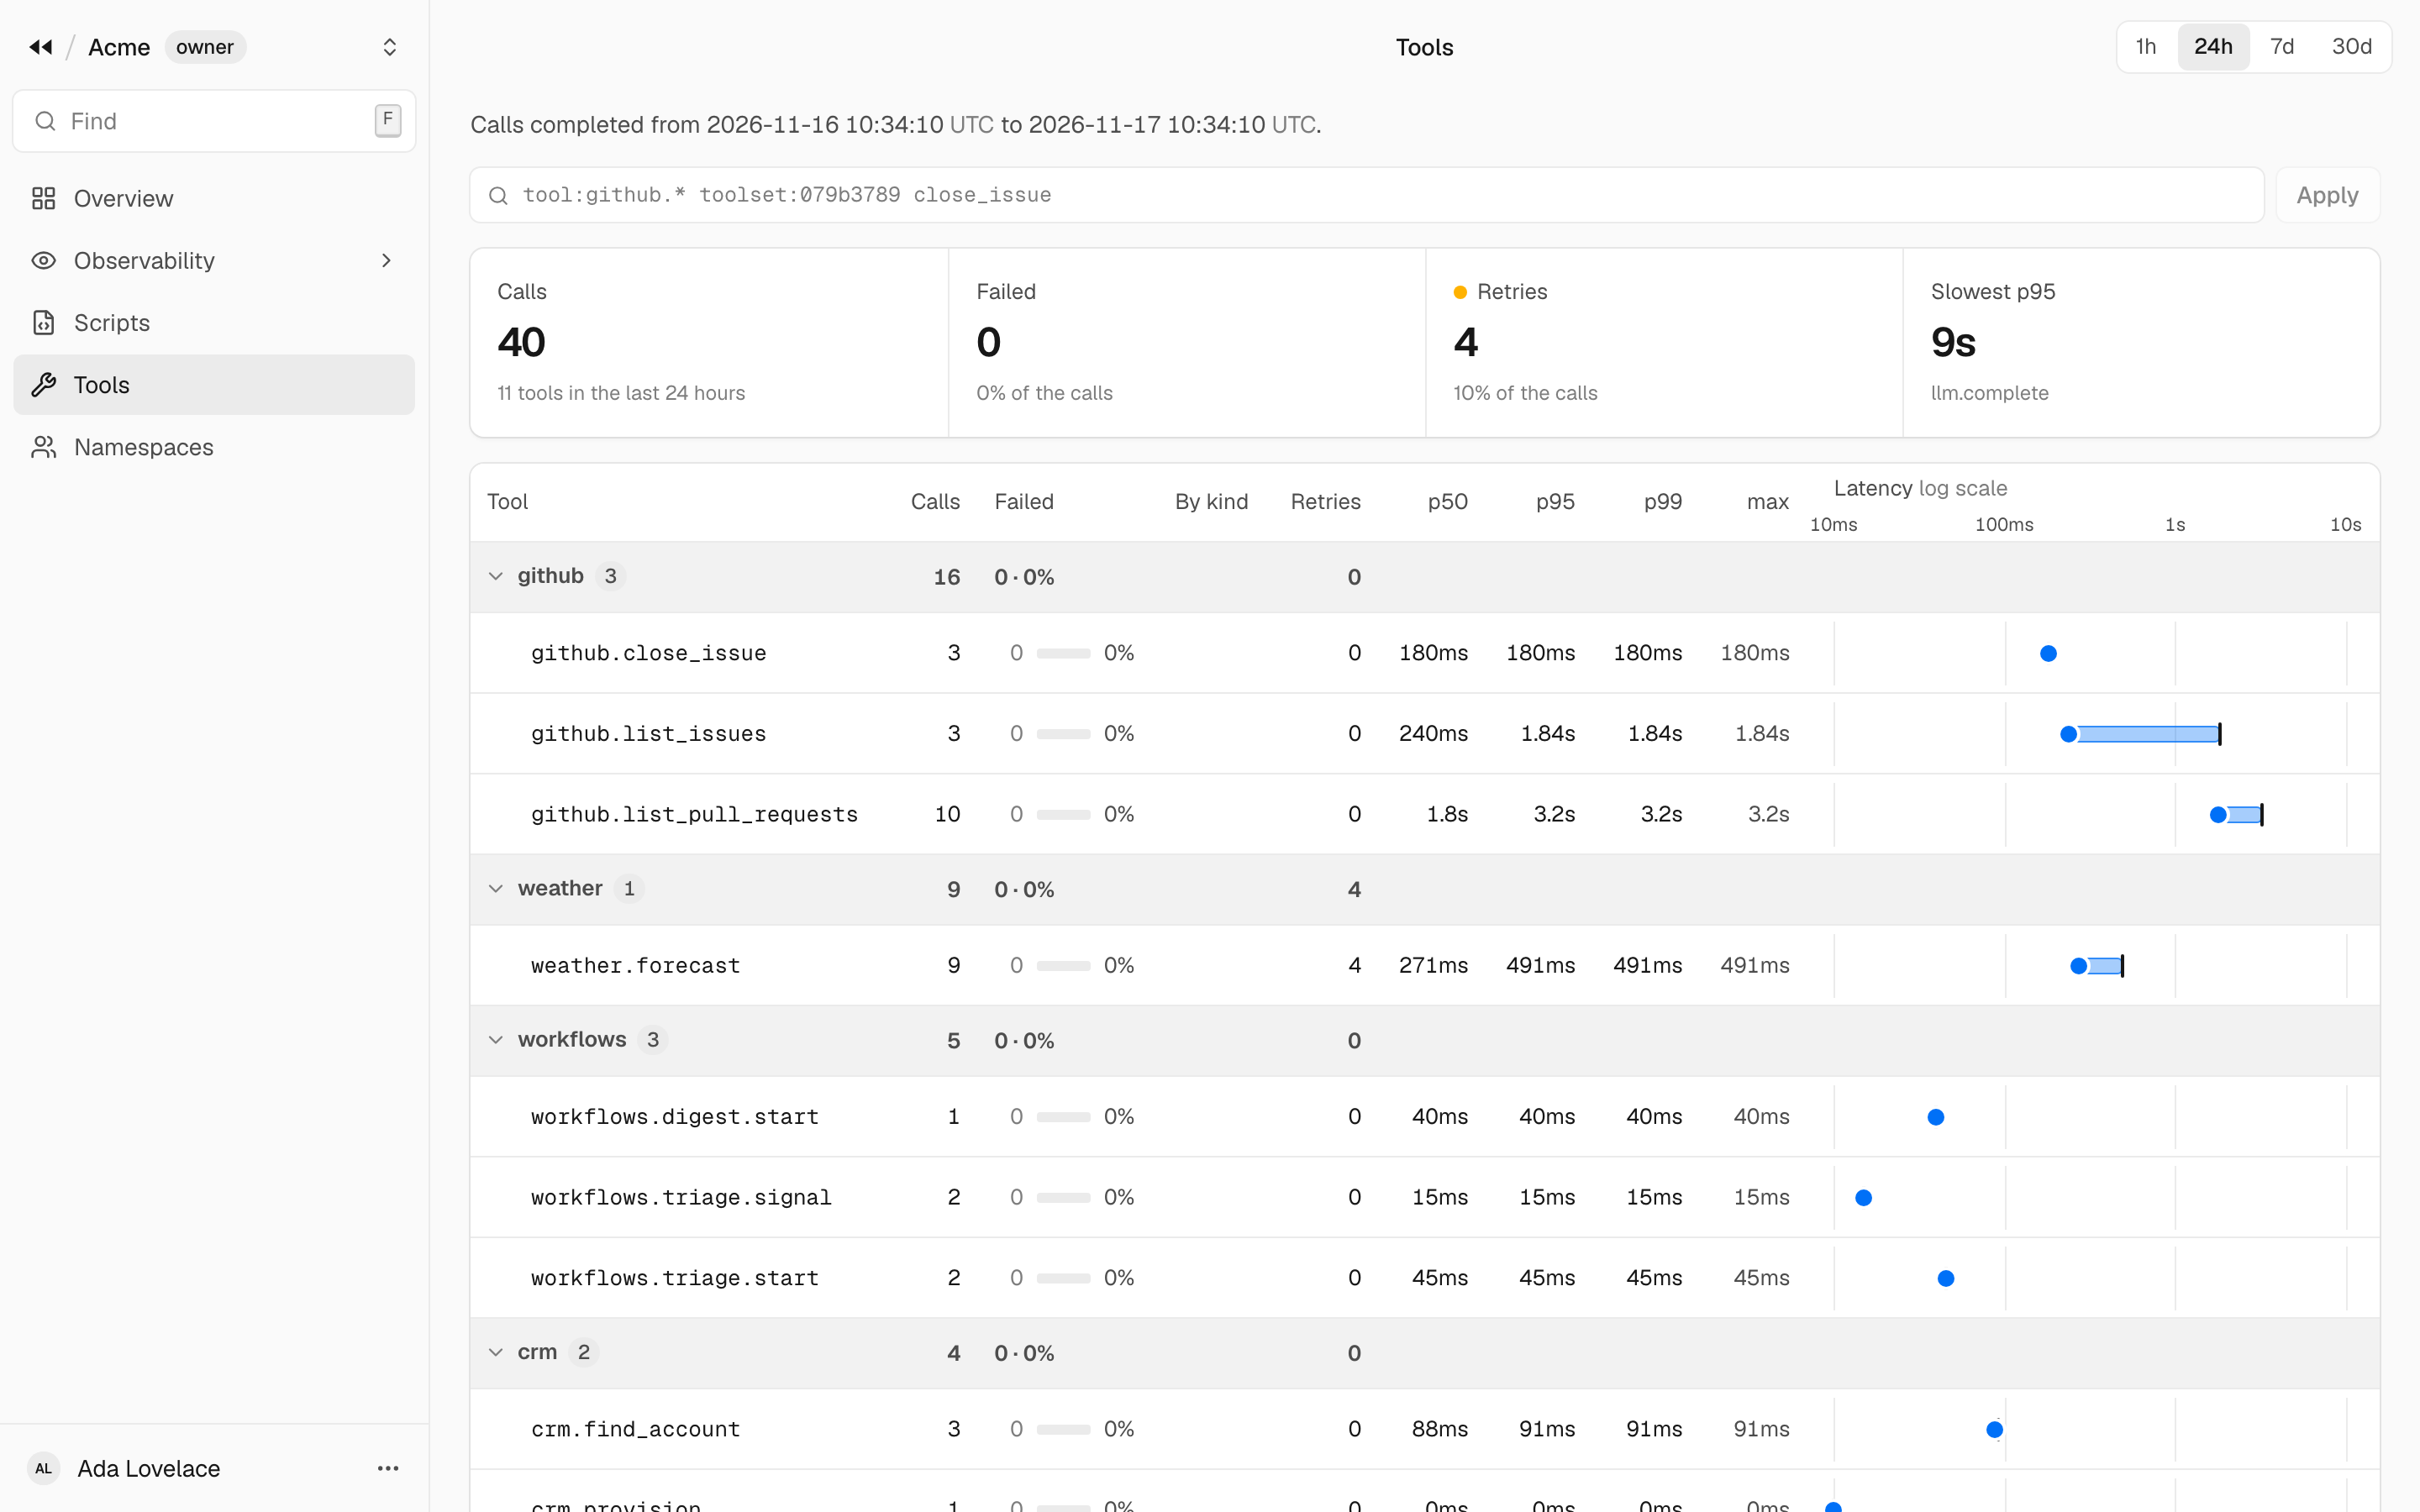 Acme owner
Find F
Overview
Observability
Scripts
Tools
Namespaces
AL Ada Lovelace
Tools
1h 24h 7d 30d
Calls completed from 2026-11-16 10:34:10 UTC to 2026-11-17 10:34:10 UTC.
tool:github.* toolset:079b3789 close_issue
Apply
Calls
40
11 tools in the last 24 hours
Failed
0
0% of the calls
Retries
4
10% of the calls
Slowest p95
9s
llm.complete
Tool Calls Failed By kind Retries p50 p95 p99 max Latency log scale
10ms 100ms 1s 10s
github 3 16 0 · 0% 0
github.close_issue 3 0 0% 0 180ms 180ms 180ms 180ms
github.list_issues 3 0 0% 0 240ms 1.84s 1.84s 1.84s
github.list_pull_requests 10 0 0% 0 1.8s 3.2s 3.2s 3.2s
weather 1 9 0 · 0% 4
weather.forecast 9 0 0% 4 271ms 491ms 491ms 491ms
workflows 3 5 0 · 0% 0
workflows.digest.start 1 0 0% 0 40ms 40ms 40ms 40ms
workflows.triage.signal 2 0 0% 0 15ms 15ms 15ms 15ms
workflows.triage.start 2 0 0% 0 45ms 45ms 45ms 45ms
crm 2 4 0 · 0% 0
crm.find_account 3 0 0% 0 88ms 91ms 91ms 91ms
crm.provision 1 0 0% 0 0ms 0ms 0ms 0ms